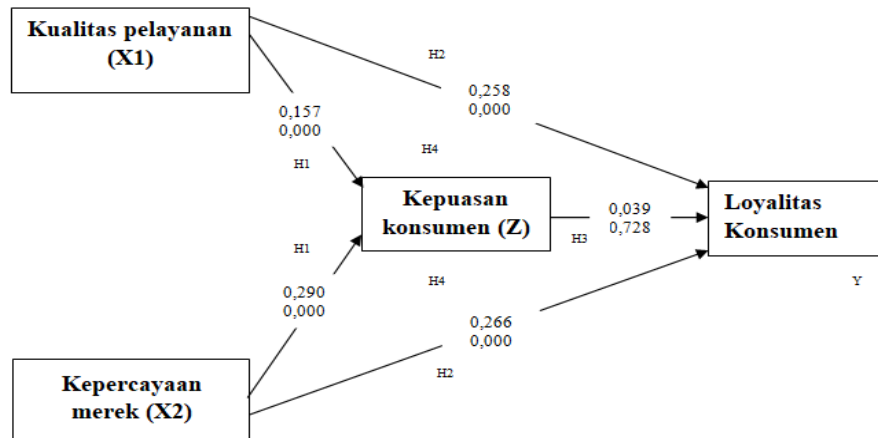 Kualitas pelayanan
(X1)
H2
0,258
0,000
0,157
0,000
H1
H4
Kepuasan
konsumen (Z)
0,039
0,728
H3
Loyalitas
Konsumen
Y
H1
0,290
0,000
H4
0,266
0,000
H2
Kepercayaan
merek (X2)